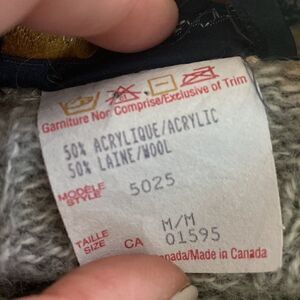 Garniture Non Comprise/Exclusive of Trim
50% ACRYLIQUE/ACRYLIC
50% LAINE/WOOL
MODÈLE
STYLE 5025
M/M
TAILLE
SIZE CA 01595
anada/Made in Canada